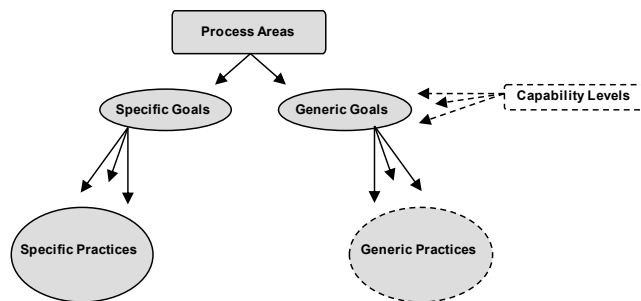 Process Areas
Specific Goals
Generic Goals
Capability Levels
Specific Practices
Generic Practices